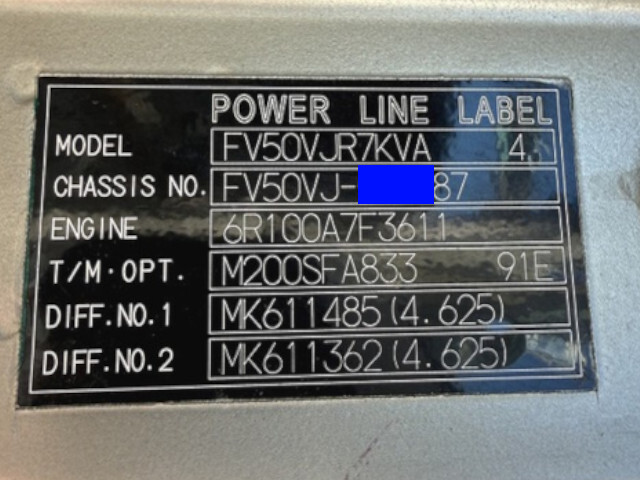 POWER LINE LABEL
MODEL FV50VJR7KVA 4.
CHASSIS NO. FV50VJ- 87
ENGINE 6R100A7F3611
T/M·OPT. M200SFA833 91E
DIFF.NO.1 MK611485(4.625)
DIFF.NO.2 MK611362(4.625)